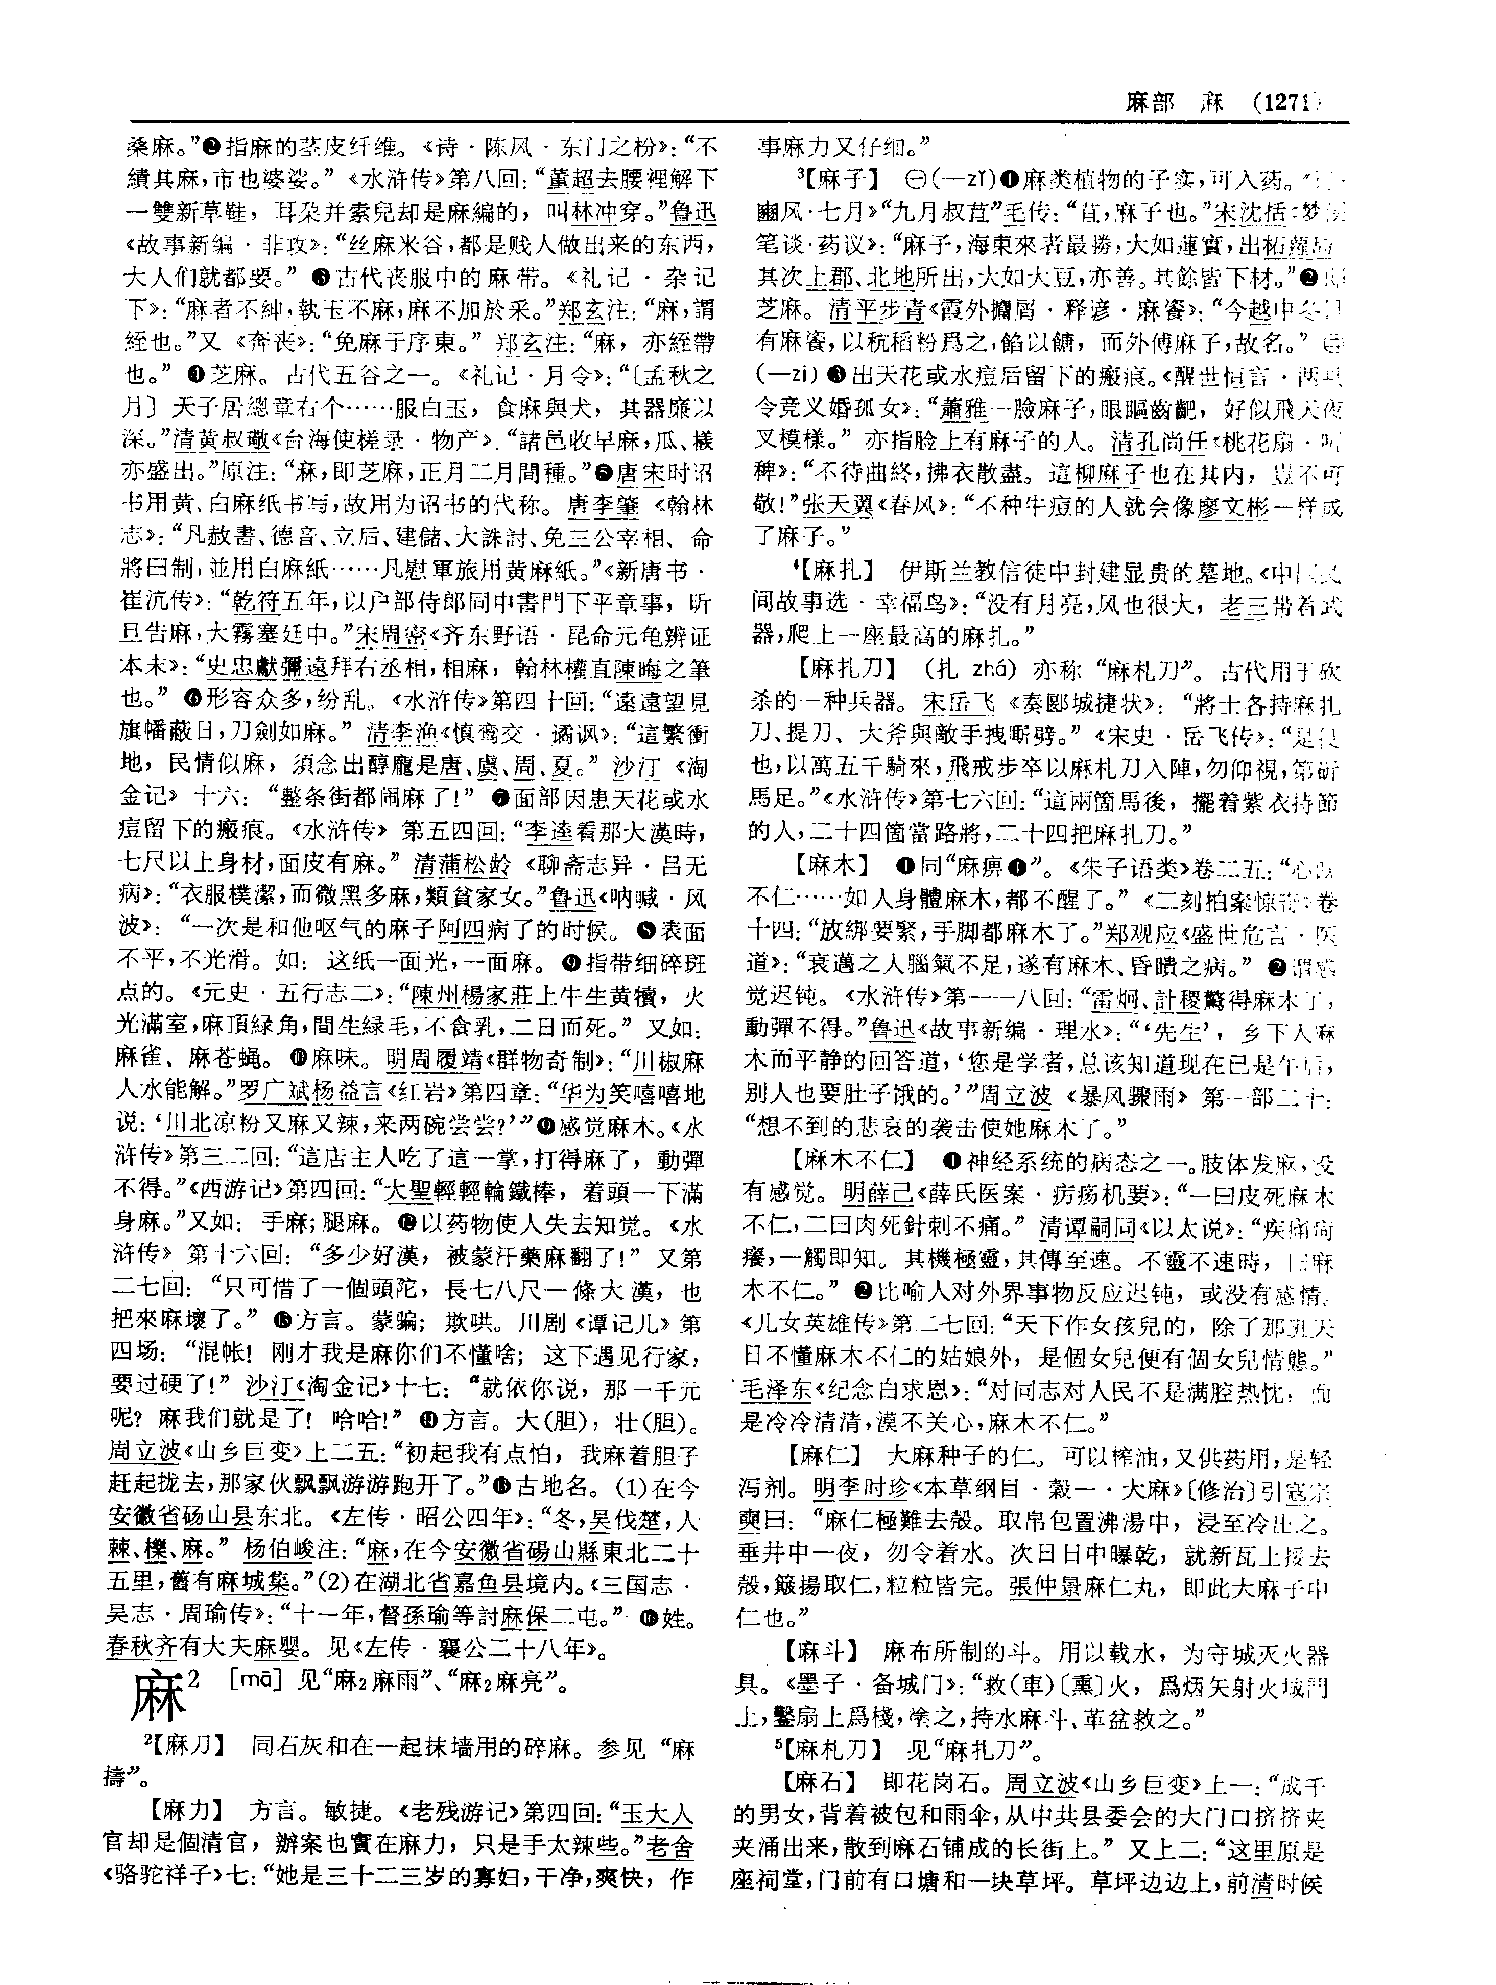 麻部 麻 (1271)
桑麻。”❷指麻的茎皮纤维。《诗·陈风·东门之枌》：“不
績其麻，市也婆娑。”《水浒传》第八回：“董超去腰裡解下
一雙新草鞋，耳朶并索兒却是麻編的，叫林冲穿。”鲁迅
《故事新编·非攻》：“丝麻米谷，都是贱人做出来的东西，
大人们就都要。”❸古代丧服中的麻带。《礼记·杂记
下》：“麻者不紳，執玉不麻，麻不加於采。”郑玄注：“麻，謂
絰也。”又《奔丧》：“免麻于序東。”郑玄注：“麻，亦絰帶
也。”❹芝麻。古代五谷之一。《礼记·月令》：“〔孟秋之
月〕天子居總章右个……服白玉，食麻與犬，其器廉以
深。”清黄叔璥《台海使槎录·物产》：“諸邑收早麻，瓜、檨
亦盛出。”原注：“麻，即芝麻，正月二月間種。”❺唐宋时诏
书用黄、白麻纸书写，故用为诏书的代称。唐李肇《翰林
志》：“凡赦書、德音、立后、建儲、大誅討、免三公宰相、命
將曰制，並用白麻紙……凡慰軍旅用黄麻紙。”《新唐书·
崔沆传》：“乾符五年，以户部侍郎同中書門下平章事，昕
旦告麻，大霧塞廷中。”宋周密《齐东野语·昆命元龟辨证
本末》：“史忠獻彌遠拜右丞相，相麻，翰林權直陳晦之筆
也。”❻形容众多，纷乱。《水浒传》第四十回：“遠遠望見
旗幡蔽日，刀劍如麻。”清李渔《慎鸾交·谲讽》：“這繁衝
地，民情似麻，須念出醇龐是唐、虞、周、夏。”沙汀《淘
金记》十六：“整条街都闹麻了！”❼面部因患天花或水
痘留下的瘢痕。《水浒传》第五四回：“李逵看那大漢時，
七尺以上身材，面皮有麻。”清蒲松龄《聊斋志异·吕无
病》：“衣服樸潔，而微黑多麻，類貧家女。”鲁迅《呐喊·风
波》：“一次是和他呕气的麻子阿四病了的时候。❽表面
不平，不光滑。如：这纸一面光，一面麻。❾指带细碎斑
点的。《元史·五行志二》：“陳州楊家莊上牛生黄犢，火
光滿室，麻頂緑角，間生緑毛，不食乳，二日而死。”又如：
麻雀、麻苍蝇。❿麻味。明周履靖《群物奇制》：“川椒麻
人水能解。”罗广斌杨益言《红岩》第四章：“华为笑嘻嘻地
说：‘川北凉粉又麻又辣，来两碗尝尝？’”⓫感觉麻木。《水
浒传》第三二回：“這店主人吃了這一掌，打得麻了，動彈
不得。”《西游记》第四回：“大聖輕輕輪鐵棒，着頭一下滿
身麻。”又如：手麻；腿麻。⓬以药物使人失去知觉。《水
浒传》第十六回：“多少好漢，被蒙汗藥麻翻了！”又第
二七回：“只可惜了一個頭陀，長七八尺一條大漢，也
把來麻壞了。”⓭方言。蒙骗；欺哄。川剧《谭记儿》第
四场：“混帐！刚才我是麻你们不懂啥；这下遇见行家，
要过硬了！”沙汀《淘金记》十七：“就依你说，那一千元
呢？麻我们就是了！哈哈！”⓮方言。大(胆)，壮(胆)。
周立波《山乡巨变》上二五：“初起我有点怕，我麻着胆子
赶起拢去，那家伙飘飘游游跑开了。”⓯古地名。(1)在今
安徽省砀山县东北。《左传·昭公四年》：“冬，吴伐楚，人
棘、櫟、麻。”杨伯峻注：“麻，在今安徽省碭山縣東北二十
五里，舊有麻城集。”(2)在湖北省嘉鱼县境内。《三国志·
吴志·周瑜传》：“十一年，督孫瑜等討麻保二屯。”⓰姓。
春秋齐有大夫麻婴。见《左传·襄公二十八年》。
麻2 [mā] 见“麻2麻雨”、“麻2麻亮”。
2【麻刀】 同石灰和在一起抹墙用的碎麻。参见“麻
擣”。
【麻力】 方言。敏捷。《老残游记》第四回：“玉大人
官却是個清官，辦案也實在麻力，只是手太辣些。”老舍
《骆驼祥子》七：“她是三十二三岁的寡妇，干净，爽快，作
事麻力又仔细。”
3【麻子】 ㊀(—zǐ)❶麻类植物的子实，可入药。
豳风·七月》“九月叔苴”毛传：“苴，麻子也。”宋沈括《梦溪
笔谈·药议》：“麻子，海東來者最勝，大如蓮實，出柘蘿島
其次上郡、北地所出，大如大豆，亦善。其餘皆下材。”❷
芝麻。清平步青《霞外攟屑·释谚·麻餈》：“今越中冬日
有麻餈，以秔稻粉爲之，餡以餹，而外傅麻子，故名。”㊁
(—zi)❸出天花或水痘后留下的瘢痕。《醒世恒言·两县
令竞义婚孤女》：“蕭雅一臉麻子，眼瞘齒齙，好似飛天夜
叉模樣。”亦指脸上有麻子的人。清孔尚任《桃花扇·听
稗》：“不待曲終，拂衣散盡。這柳麻子也在其内，豈不可
敬！”张天翼《春风》：“不种牛痘的人就会像廖文彬一样成
了麻子。”
4【麻扎】 伊斯兰教信徒中封建显贵的墓地。《中国民
间故事选·幸福鸟》：“没有月亮，风也很大，老三带着武
器，爬上一座最高的麻扎。”
【麻扎刀】 (扎 zhá) 亦称“麻札刀”。古代用于砍
杀的一种兵器。宋岳飞《奏郾城捷状》：“將士各持麻扎
刀、提刀、大斧與敵手拽廝劈。”《宋史·岳飞传》：“是役
也，以萬五千騎來，飛戒步卒以麻札刀入陣，勿仰視，第斫
馬足。”《水浒传》第七六回：“這兩箇馬後，擺着紫衣持節
的人，二十四箇當路將，二十四把麻扎刀。”
【麻木】 ❶同“麻痹❶”。《朱子语类》卷二五：“心既
不仁……如人身體麻木，都不醒了。”《二刻拍案惊奇》卷
十四：“放綁要緊，手脚都麻木了。”郑观应《盛世危言·医
道》：“衰邁之人腦氣不足，遂有麻木、昏瞶之病。”❷谓感
觉迟钝。《水浒传》第一一八回：“雷炯、計稷驚得麻木了，
動彈不得。”鲁迅《故事新编·理水》：“‘先生’，乡下人麻
木而平静的回答道，‘您是学者，总该知道现在已是午后，
别人也要肚子饿的。’”周立波《暴风骤雨》第一部二十：
“想不到的悲哀的袭击使她麻木了。”
【麻木不仁】 ❶神经系统的病态之一。肢体发麻，没
有感觉。明薛己《薛氏医案·疠疡机要》：“一曰皮死麻木
不仁，二曰肉死針刺不痛。”清谭嗣同《以太说》：“疾痛疴
癢，一觸即知。其機極靈，其傳至速。不靈不速時，曰麻
木不仁。”❷比喻人对外界事物反应迟钝，或没有感情。
《儿女英雄传》第二七回：“天下作女孩兒的，除了那丑天
日不懂麻木不仁的姑娘外，是個女兒便有個女兒情態。”
毛泽东《纪念白求恩》：“对同志对人民不是满腔热忱，而
是冷冷清清，漠不关心，麻木不仁。”
【麻仁】 大麻种子的仁。可以榨油，又供药用，是轻
泻剂。明李时珍《本草纲目·榖一·大麻》〔修治〕引寇宗
奭曰：“麻仁極難去殼。取帛包置沸湯中，浸至冷出之。
垂井中一夜，勿令着水。次日日中曝乾，就新瓦上挼去
殼，簸揚取仁，粒粒皆完。張仲景麻仁丸，即此大麻子中
仁也。”
【麻斗】 麻布所制的斗。用以载水，为守城灭火器
具。《墨子·备城门》：“救(車)〔熏〕火，爲烟矢射火城門
上，鑿扇上爲棧，塗之，持水麻斗、革盆救之。”
5【麻札刀】 见“麻扎刀”。
【麻石】 即花岗石。周立波《山乡巨变》上一：“成千
的男女，背着被包和雨伞，从中共县委会的大门口挤挤夹
夹涌出来，散到麻石铺成的长街上。”又上二：“这里原是
座祠堂，门前有口塘和一块草坪。草坪边边上，前清时候